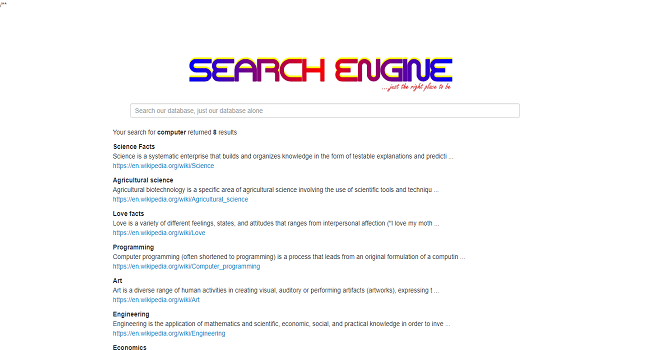 /**
SEARCH ENGINE
...just the right place to be
Search our database, just our database alone
Your search for computer returned 8 results
Science Facts
Science is a systematic enterprise that builds and organizes knowledge in the form of testable explanations and predicti ...
https://en.wikipedia.org/wiki/Science
Agricultural science
Agricultural biotechnology is a specific area of agricultural science involving the use of scientific tools and techniqu ...
https://en.wikipedia.org/wiki/Agricultural_science
Love facts
Love is a variety of different feelings, states, and attitudes that ranges from interpersonal affection ("I love my moth ...
https://en.wikipedia.org/wiki/Love
Programming
Computer programming (often shortened to programming) is a process that leads from an original formulation of a computin ...
https://en.wikipedia.org/wiki/Computer_programming
Art
Art is a diverse range of human activities in creating visual, auditory or performing artifacts (artworks), expressing t ...
https://en.wikipedia.org/wiki/Art
Engineering
Engineering is the application of mathematics and scientific, economic, social, and practical knowledge in order to inve ...
https://en.wikipedia.org/wiki/Engineering
Economics